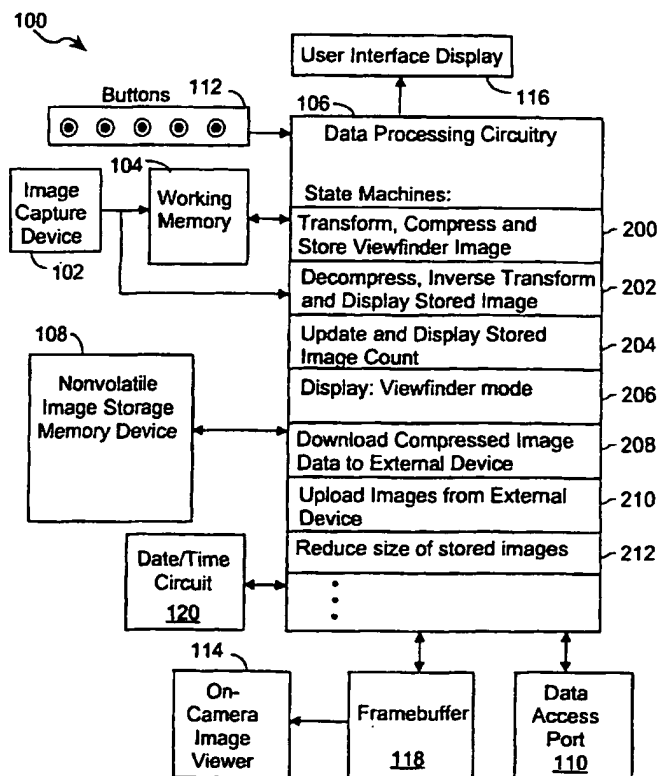 100
User Interface Display
116
Buttons
112
106
Data Processing Circuitry
State Machines:
Image
Capture
Device
102
104
Working
Memory
Transform, Compress and
Store Viewfinder Image
200
Decompress, Inverse Transform
and Display Stored Image
202
Update and Display Stored
Image Count
204
108
Nonvolatile
Image Storage
Memory Device
Display: Viewfinder mode
206
Download Compressed Image
Data to External Device
208
Upload Images from External
Device
210
Reduce size of stored images
212
Date/Time
Circuit
120
114
On-
Camera
Image
Viewer
Framebuffer
118
Data
Access
Port
110